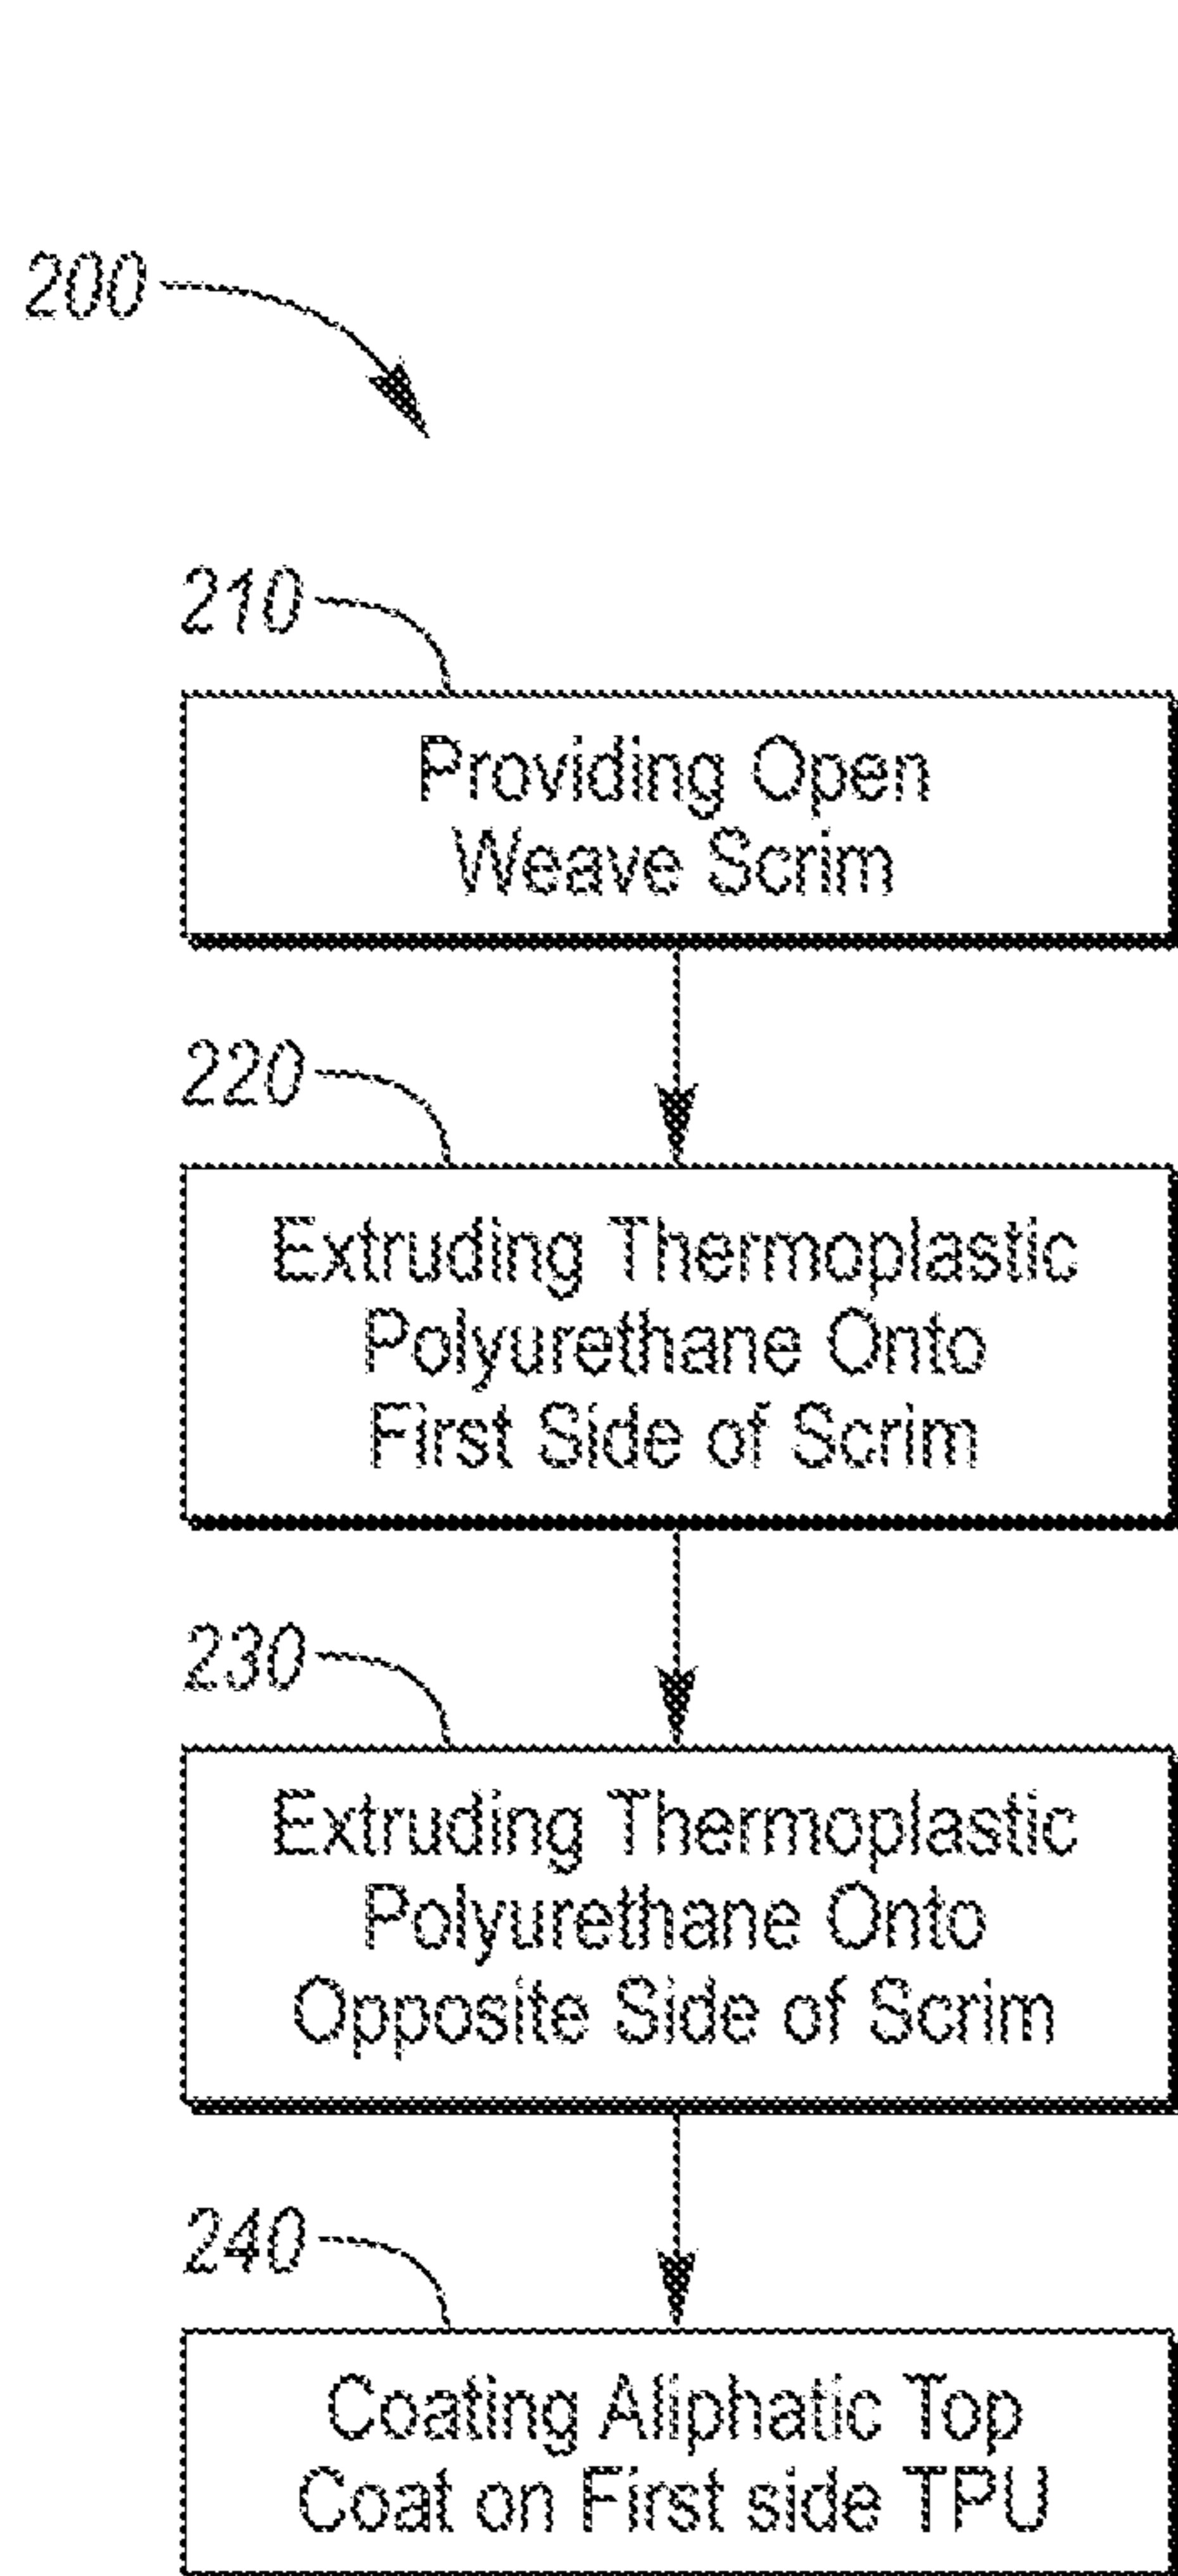 200
210
Providing Open
Weave Scrim
220
Extruding Thermoplastic
Polyurethane Onto
First Side of Scrim
230
Extruding Thermoplastic
Polyurethane Onto
Opposite Side of Scrim
240
Coating Aliphatic Top
Coat on First side TPU